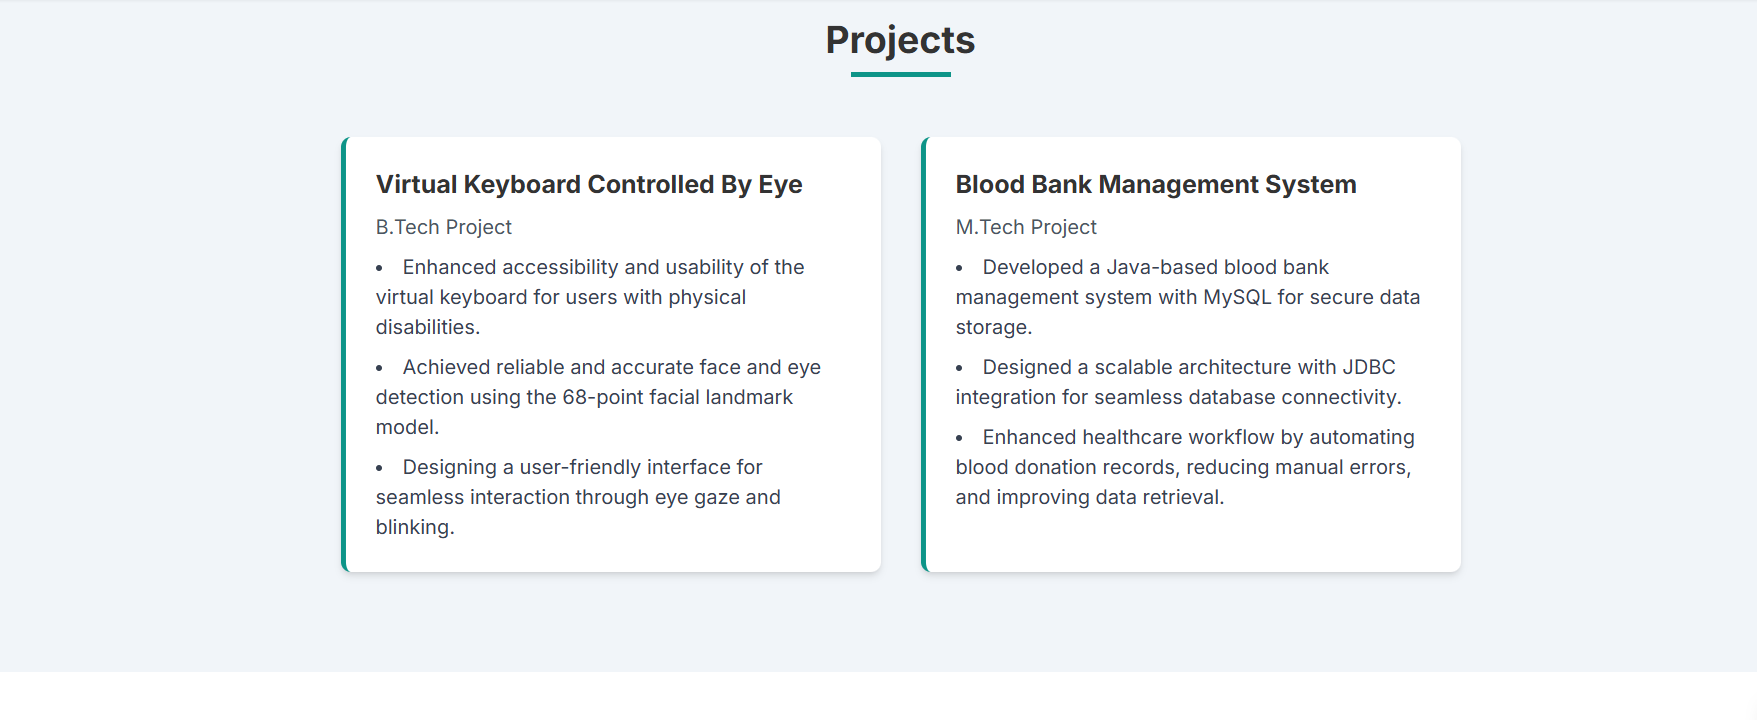 Projects
Virtual Keyboard Controlled By Eye
B.Tech Project
• Enhanced accessibility and usability of the
virtual keyboard for users with physical
disabilities.
• Achieved reliable and accurate face and eye
detection using the 68-point facial landmark
model.
• Designing a user-friendly interface for
seamless interaction through eye gaze and
blinking.
Blood Bank Management System
M.Tech Project
• Developed a Java-based blood bank
management system with MySQL for secure data
storage.
• Designed a scalable architecture with JDBC
integration for seamless database connectivity.
• Enhanced healthcare workflow by automating
blood donation records, reducing manual errors,
and improving data retrieval.